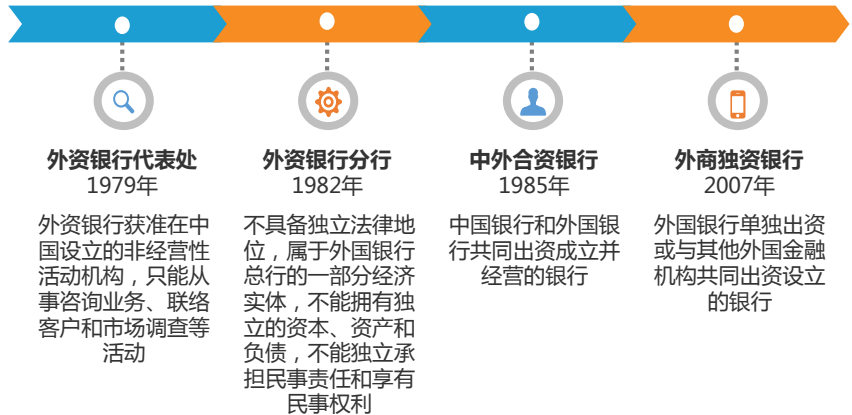 外资银行代表处
1979年
外资银行获准在中
国设立的非经营性
活动机构，只能从
事咨询业务、联络
客户和市场调查等
活动
外资银行分行
1982年
不具备独立法律地
位，属于外国银行
总行的一部分经济
实体，不能拥有独
立的资本、资产和
负债，不能独立承
担民事责任和享有
民事权利
中外合资银行
1985年
中国银行和外国银
行共同出资成立并
经营的银行
外商独资银行
2007年
外国银行单独出资
或与其他外国金融
机构共同出资设立
的银行